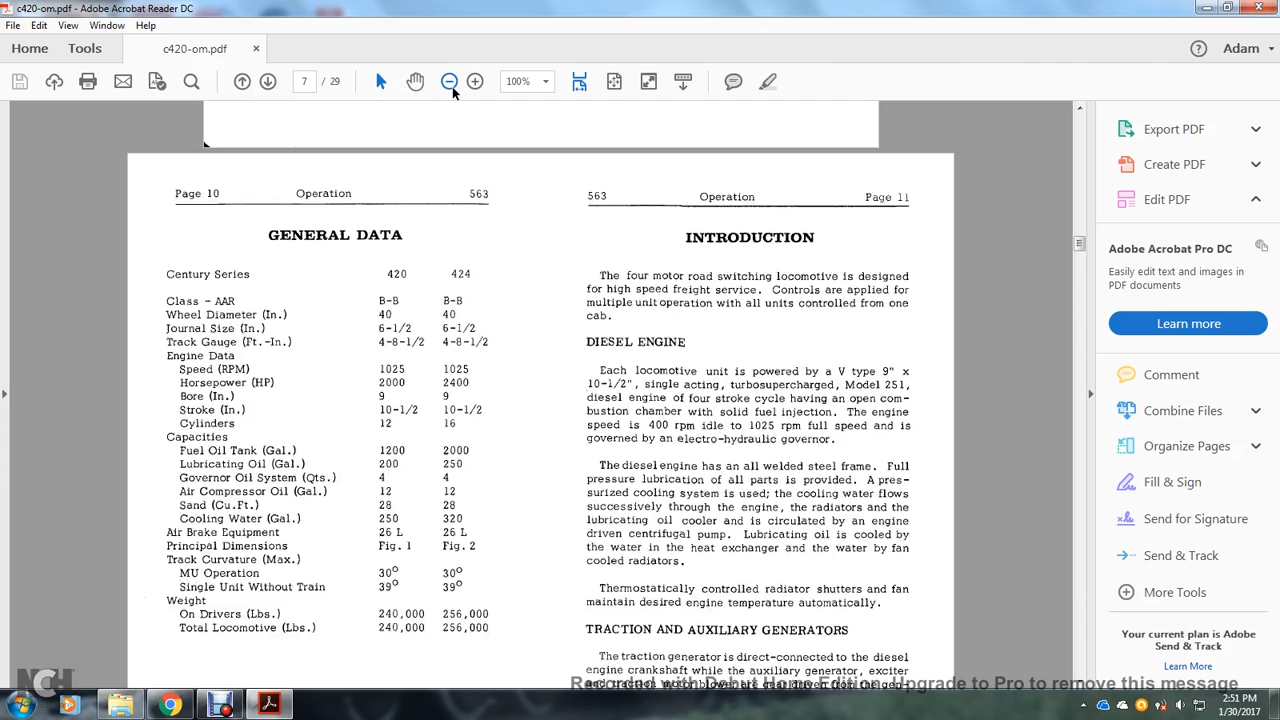 c420-om.pdf - Adobe Acrobat Reader DC
File Edit View Window Help
Home Tools c420-om.pdf × Adam
7 / 29 100%
Page 10 Operation 563
GENERAL DATA
Century Series 420 424
Class - AAR B-B B-B
Wheel Diameter (In.) 40 40
Journal Size (In.) 6-1/2 6-1/2
Track Gauge (Ft.-In.) 4-8-1/2 4-8-1/2
Engine Data
Speed (RPM) 1025 1025
Horsepower (HP) 2000 2400
Bore (In.) 9 9
Stroke (In.) 10-1/2 10-1/2
Cylinders 12 16
Capacities
Fuel Oil Tank (Gal.) 1200 2000
Lubricating Oil (Gal.) 200 250
Governor Oil System (Qts.) 4 4
Air Compressor Oil (Gal.) 12 12
Sand (Cu.Ft.) 28 28
Cooling Water (Gal.) 250 320
Air Brake Equipment 26 L 26 L
Principal Dimensions Fig. 1 Fig. 2
Track Curvature (Max.)
MU Operation 30° 30°
Single Unit Without Train 39° 39°
Weight
On Drivers (Lbs.) 240,000 256,000
Total Locomotive (Lbs.) 240,000 256,000
563 Operation Page 11
INTRODUCTION
The four motor road switching locomotive is designed
for high speed freight service. Controls are applied for
multiple unit operation with all units controlled from one
cab.
DIESEL ENGINE
Each locomotive unit is powered by a V type 9" x
10-1/2", single acting, turbosupercharged, Model 251,
diesel engine of four stroke cycle having an open com-
bustion chamber with solid fuel injection. The engine
speed is 400 rpm idle to 1025 rpm full speed and is
governed by an electro-hydraulic governor.
The diesel engine has an all welded steel frame. Full
pressure lubrication of all parts is provided. A pres-
surized cooling system is used; the cooling water flows
successively through the engine, the radiators and the
lubricating oil cooler and is circulated by an engine
driven centrifugal pump. Lubricating oil is cooled by
the water in the heat exchanger and the water by fan
cooled radiators.
Thermostatically controlled radiator shutters and fan
maintain desired engine temperature automatically.
TRACTION AND AUXILIARY GENERATORS
The traction generator is direct-connected to the diesel
engine crankshaft while the auxiliary generator, exciter
Export PDF
Create PDF
Edit PDF
Adobe Acrobat Pro DC
Easily edit text and images in
PDF documents
Learn more
Comment
Combine Files
Organize Pages
Fill & Sign
Send for Signature
Send & Track
More Tools
Your current plan is Adobe
Send & Track
Learn More
NCH
Recorded with Debut Home Edition. Upgrade to Pro to remove this message
2:51 PM
1/30/2017